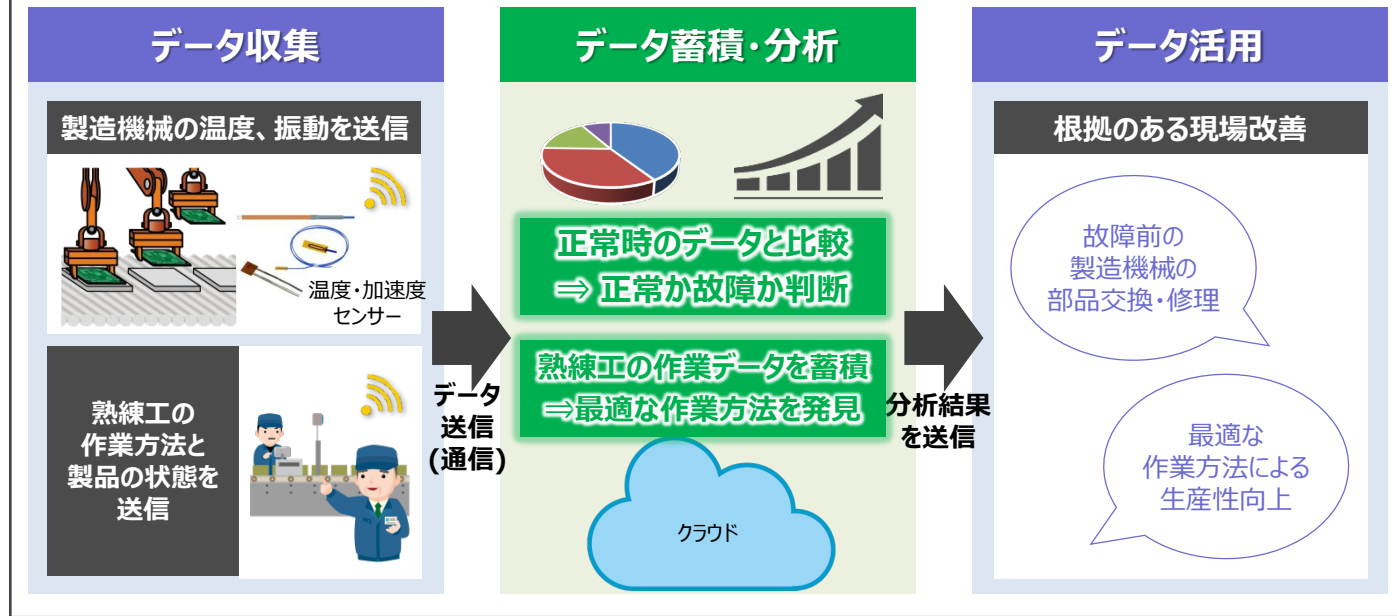 データ収集
製造機械の温度、振動を送信
温度・加速度
センサー
熟練工の
作業方法と
製品の状態を
送信
データ
送信
(通信)
データ蓄積・分析
正常時のデータと比較
⇒ 正常か故障か判断
熟練工の作業データを蓄積
⇒最適な作業方法を発見
クラウド
分析結果
を送信
データ活用
根拠のある現場改善
故障前の
製造機械の
部品交換・修理
最適な
作業方法による
生産性向上